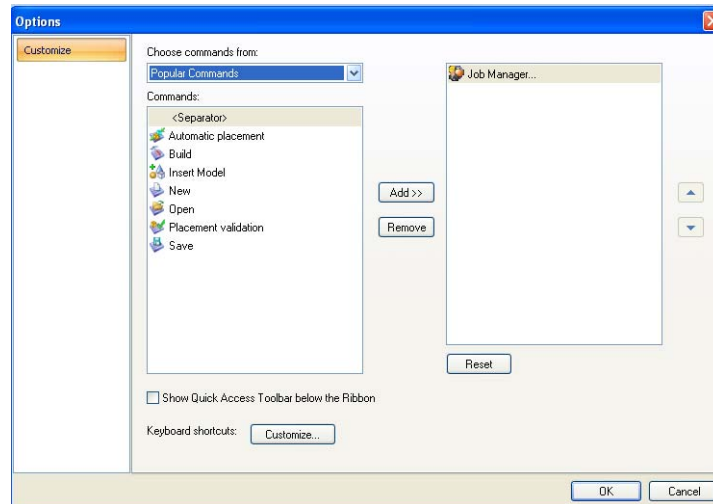 Options
Customize
Choose commands from:
Popular Commands
Commands:
<Separator>
Automatic placement
Build
Insert Model
New
Open
Placement validation
Save
Add >>
Remove
Job Manager...
Reset
Show Quick Access Toolbar below the Ribbon
Keyboard shortcuts:
Customize...
OK
Cancel